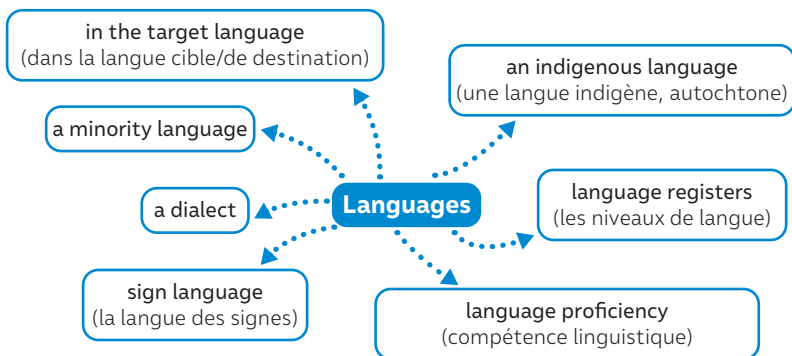 in the target language
(dans la langue cible/de destination)
an indigenous language
(une langue indigène, autochtone)
a minority language
Languages
language registers
(les niveaux de langue)
a dialect
sign language
(la langue des signes)
language proficiency
(compétence linguistique)